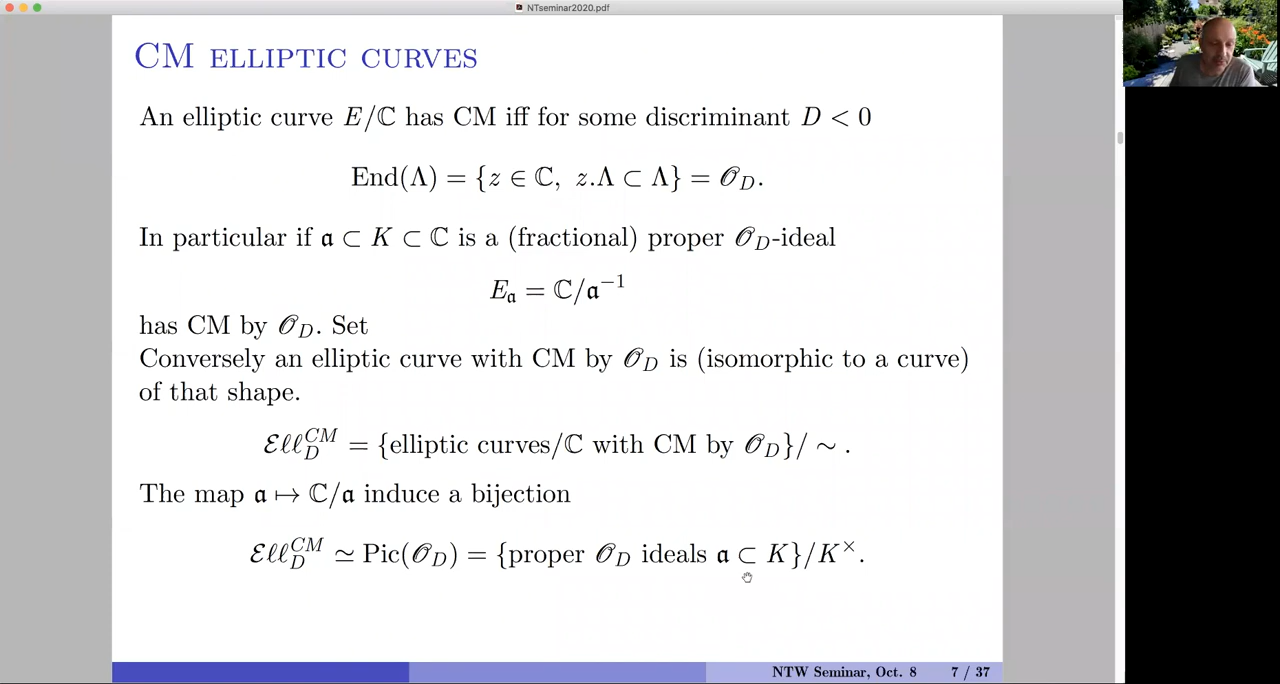 NTseminar2020.pdf
CM ELLIPTIC CURVES
An elliptic curve E/ℂ has CM iff for some discriminant D < 0
End(Λ) = {z ∈ ℂ, z.Λ ⊂ Λ} = 𝒪_D.
In particular if 𝔞 ⊂ K ⊂ ℂ is a (fractional) proper 𝒪_D-ideal
E_𝔞 = ℂ/𝔞⁻¹
has CM by 𝒪_D. Set
Conversely an elliptic curve with CM by 𝒪_D is (isomorphic to a curve)
of that shape.
ℰℓℓ_D^{CM} = {elliptic curves/ℂ with CM by 𝒪_D}/ ∼ .
The map 𝔞 ↦ ℂ/𝔞 induce a bijection
ℰℓℓ_D^{CM} ≃ Pic(𝒪_D) = {proper 𝒪_D ideals 𝔞 ⊂ K}/K^×.
NTW Seminar, Oct. 8 7 / 37